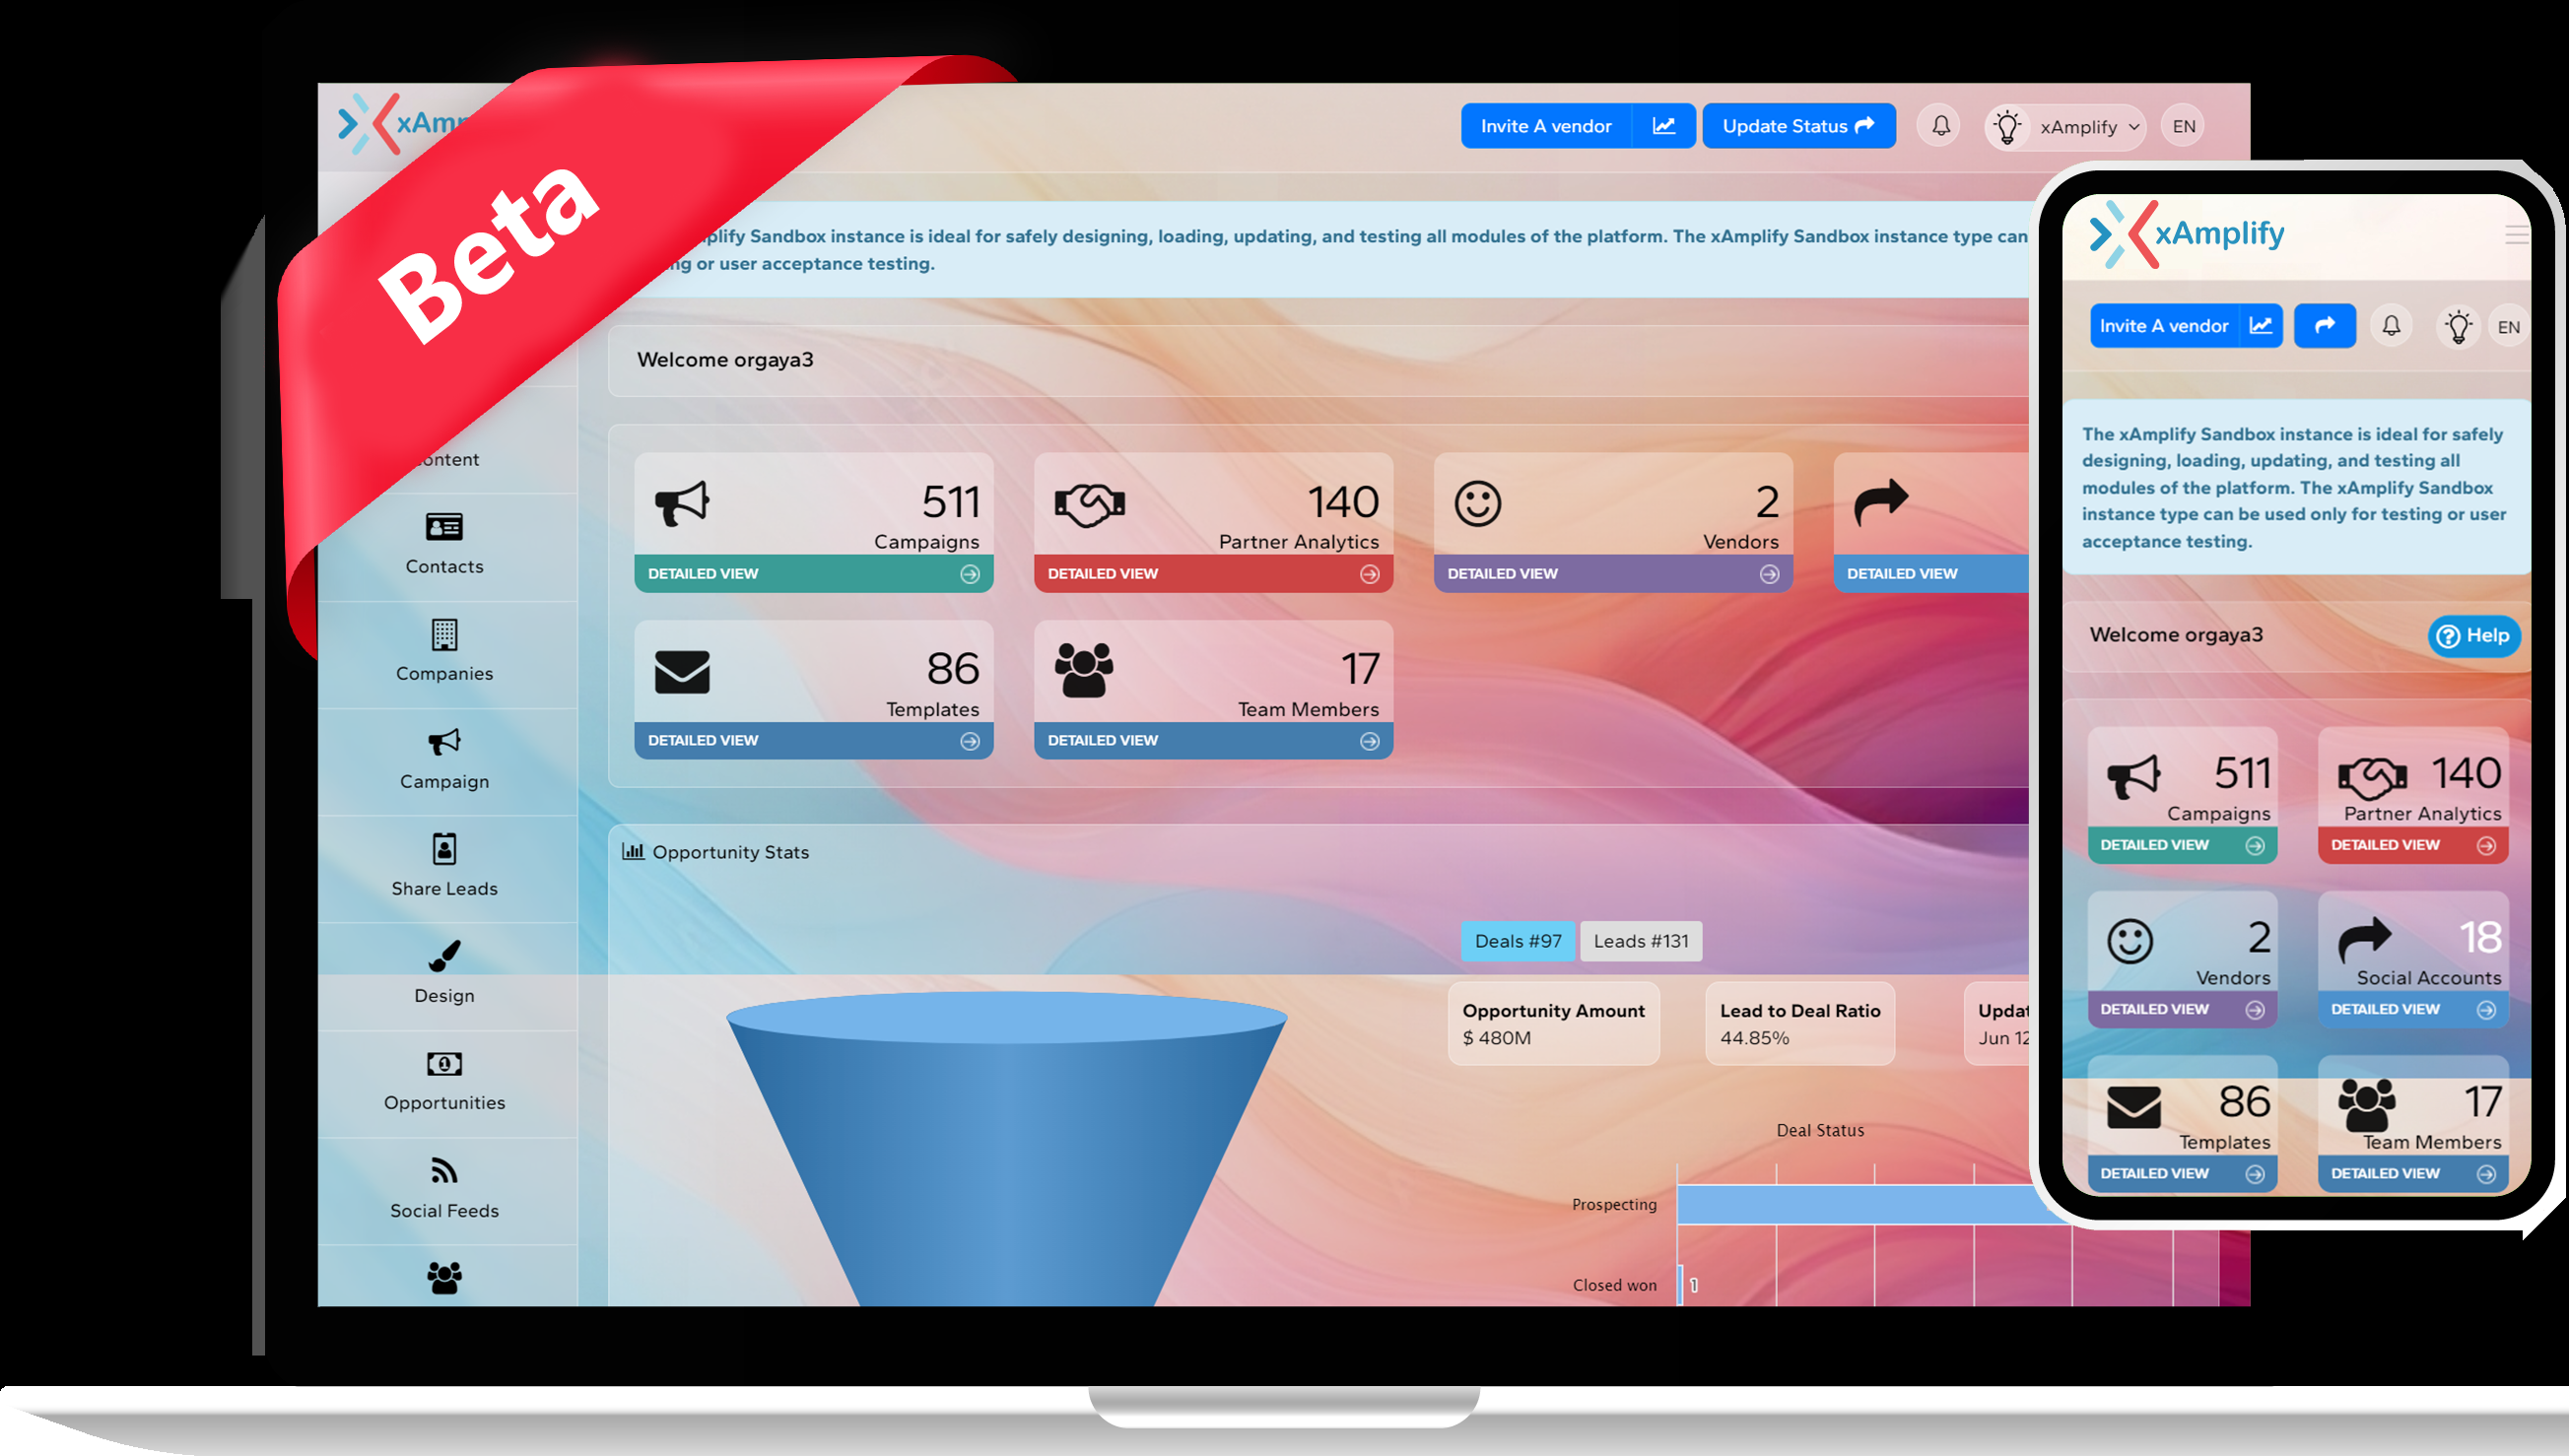 Beta
Invite A vendor
Update Status
xAmplify
EN
Sandbox instance is ideal for safely designing, loading, updating, and testing all modules of the platform. The xAmplify Sandbox instance type can
or user acceptance testing.
Welcome orgaya3
Contacts
Companies
Campaign
Share Leads
Design
Opportunities
Social Feeds
511
Campaigns
DETAILED VIEW
140
Partner Analytics
DETAILED VIEW
2
Vendors
DETAILED VIEW
DETAILED VIEW
86
Templates
DETAILED VIEW
17
Team Members
DETAILED VIEW
Opportunity Stats
Deals #97
Leads #131
Opportunity Amount
$ 480M
Lead to Deal Ratio
44.85%
Jun 12
Deal Status
Prospecting
Closed won
1
xAmplify
Invite A vendor
EN
The xAmplify Sandbox instance is ideal for safely
designing, loading, updating, and testing all
modules of the platform. The xAmplify Sandbox
instance type can be used only for testing or user
acceptance testing.
Welcome orgaya3
Help
511
Campaigns
DETAILED VIEW
140
Partner Analytics
DETAILED VIEW
2
Vendors
DETAILED VIEW
18
Social Accounts
DETAILED VIEW
86
Templates
DETAILED VIEW
17
Team Members
DETAILED VIEW